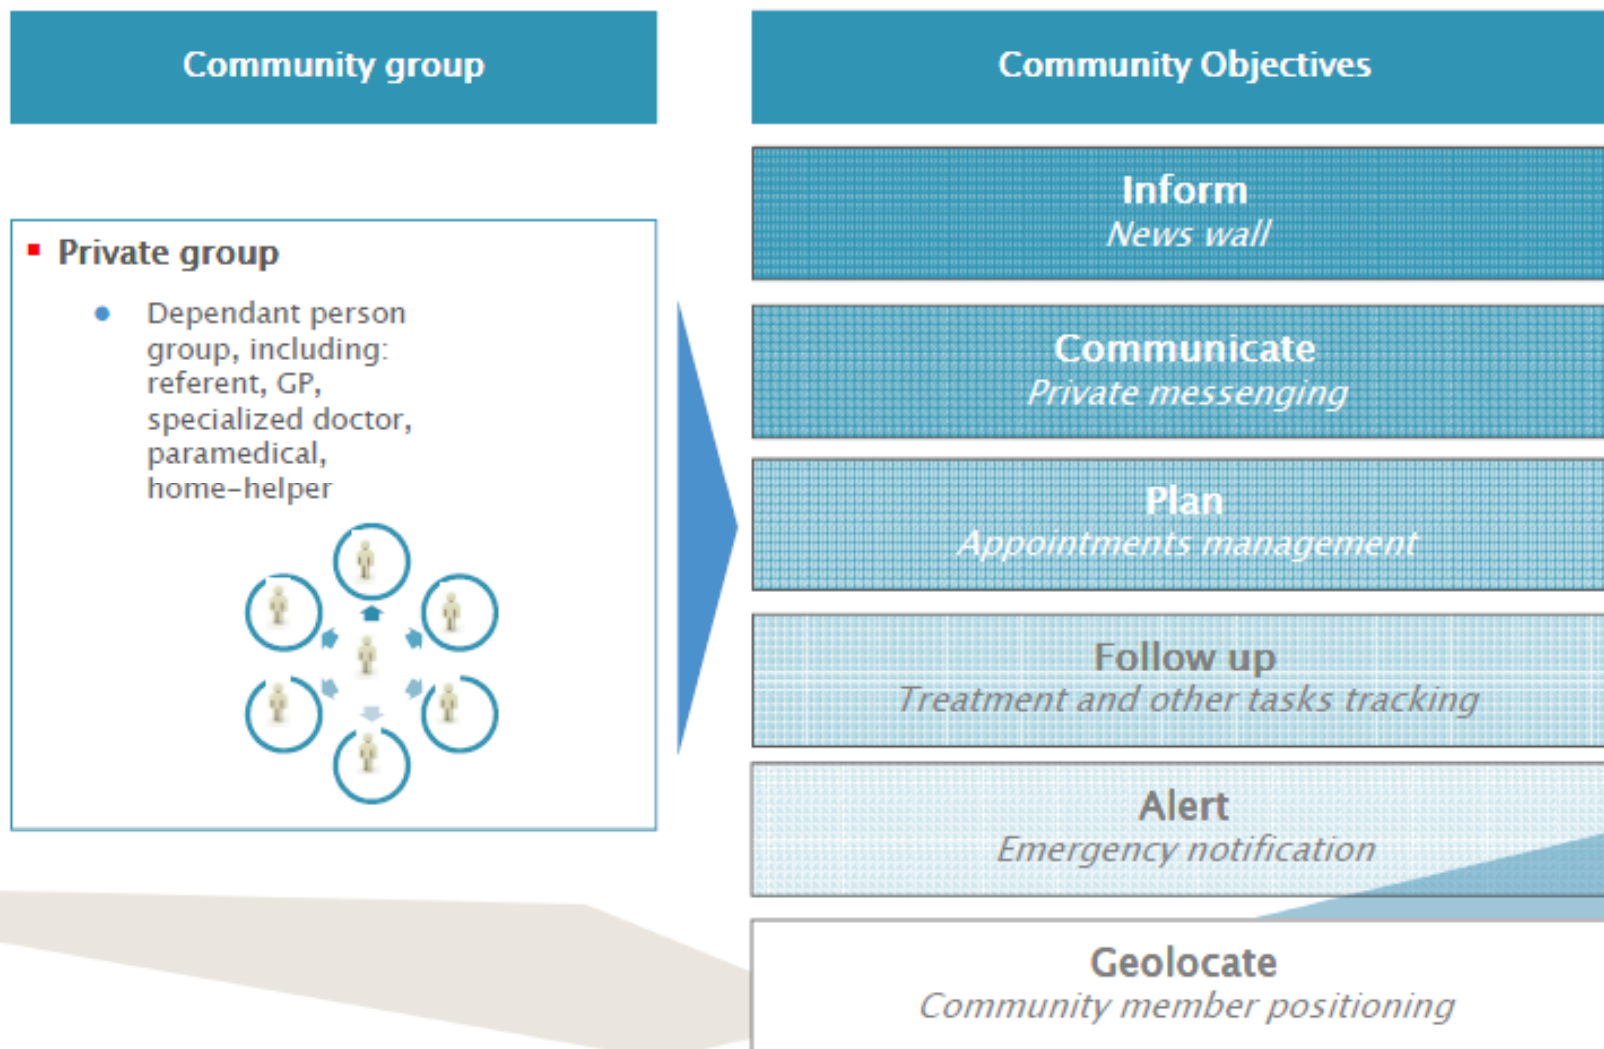 Community group
Community Objectives
Private group
Dependant person
group, including:
referent, GP,
specialized doctor,
paramedical,
home-helper
Inform
News wall
Communicate
Private messenging
Plan
Appointments management
Follow up
Treatment and other tasks tracking
Alert
Emergency notification
Geolocate
Community member positioning